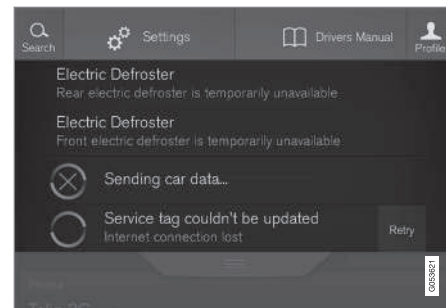 Search
Settings
Drivers Manual
Profile
Electric Defroster
Rear electric defroster is temporarily unavailable
Electric Defroster
Front electric defroster is temporarily unavailable
Sending car data...
Service tag couldn't be updated
Internet connection lost
Retry
G053621